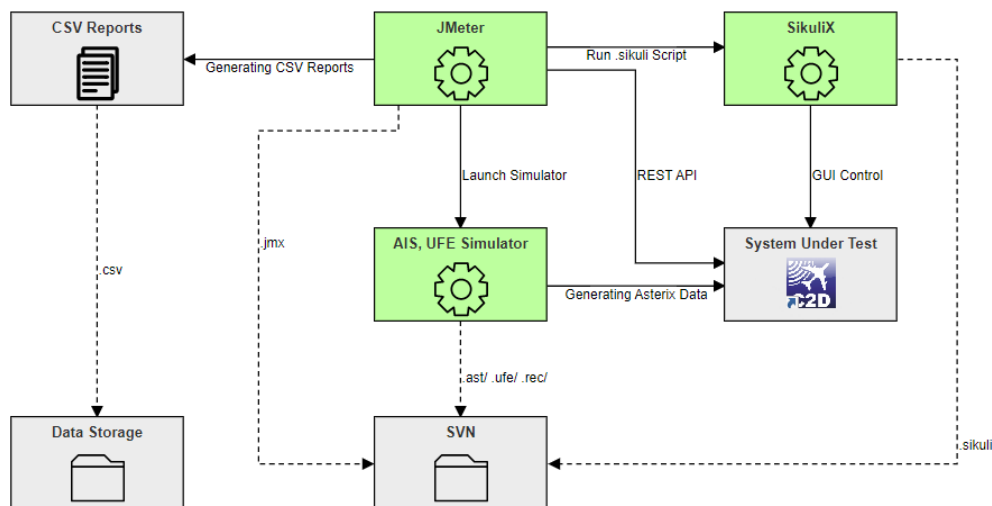 CSV Reports
JMeter
SikuliX
Generating CSV Reports
Run .sikuli Script
Launch Simulator
REST API
GUI Control
.jmx
.csv
AIS, UFE Simulator
System Under Test
C2D
Generating Asterix Data
.ast/ .ufe/ .rec/
Data Storage
SVN
.sikuli